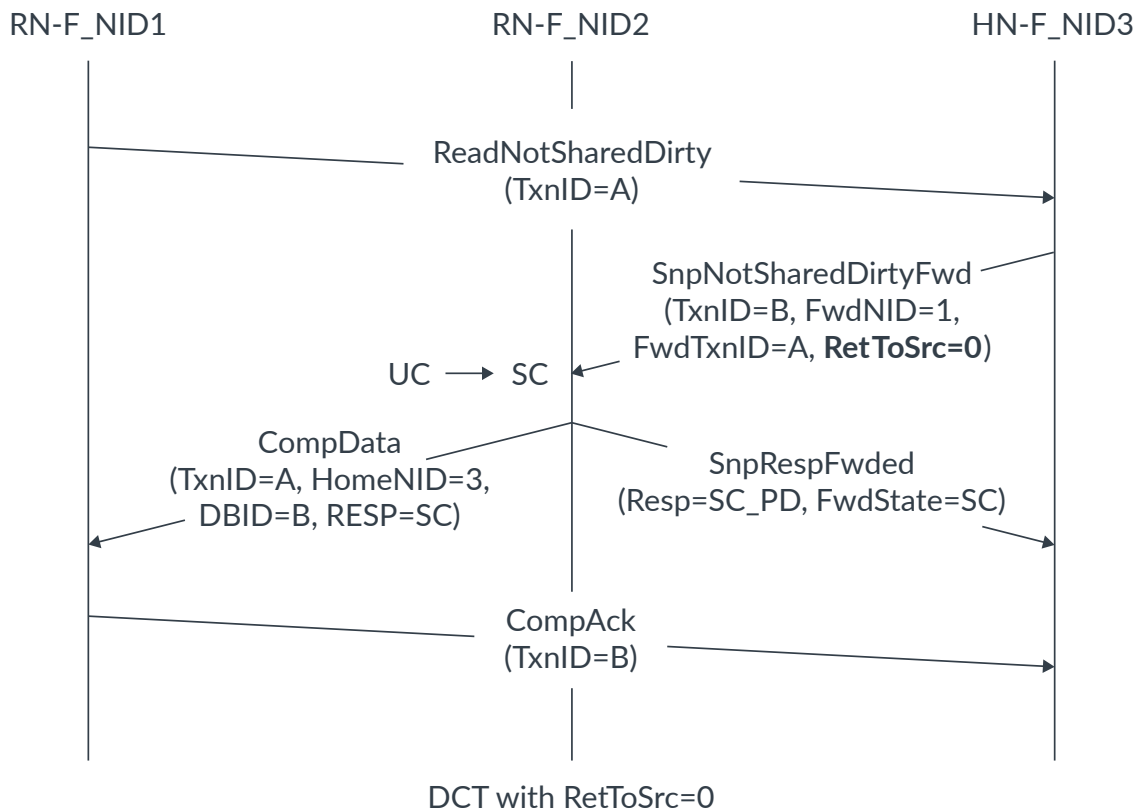 RN-F_NID1
RN-F_NID2
HN-F_NID3
ReadNotSharedDirty
(TxnID=A)
SnpNotSharedDirtyFwd
(TxnID=B, FwdNID=1,
FwdTxnID=A, RetToSrc=0)
UC
SC
CompData
(TxnID=A, HomeNID=3,
DBID=B, RESP=SC)
SnpRespFwded
(Resp=SC_PD, FwdState=SC)
CompAck
(TxnID=B)
DCT with RetToSrc=0